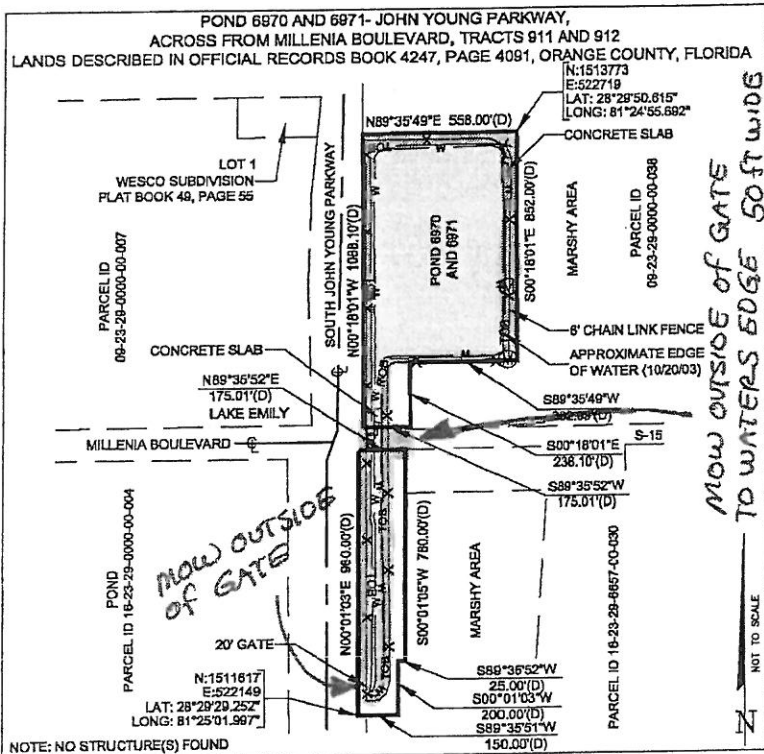 POND 6970 AND 6971- JOHN YOUNG PARKWAY,
ACROSS FROM MILLENIA BOULEVARD, TRACTS 911 AND 912
LANDS DESCRIBED IN OFFICIAL RECORDS BOOK 4247, PAGE 4091, ORANGE COUNTY, FLORIDA
N:1513773
E:522719
LAT: 28°29'50.615"
LONG: 81°24'55.692"
N89°35'49"E 558.00'(D)
CONCRETE SLAB
LOT 1
WESCO SUBDIVISION
PLAT BOOK 49, PAGE 55
SOUTH JOHN YOUNG PARKWAY
N00°18'01"W 1088.10'(D)
POND 6970
AND 6971
S00°18'01"E 852.00'(D)
MARSHY AREA
PARCEL ID
09-23-29-0000-00-038
PARCEL ID
09-23-29-0000-00-007
MOW OUTSIDE OF GATE
TO WATERS EDGE 50 ft WIDE
6' CHAIN LINK FENCE
APPROXIMATE EDGE
OF WATER (10/20/03)
CONCRETE SLAB
N89°35'52"E
175.01'(D)
LAKE EMILY
S89°35'49"W
MILLENIA BOULEVARD
S00°18'01"E
236.10'(D)
S-15
S89°35'52"W
175.01'(D)
MOW OUTSIDE
OF GATE
POND
PARCEL ID 16-23-29-0000-00-004
N00°01'03"E 960.00'(D)
S00°01'05"W 780.00'(D)
MARSHY AREA
PARCEL ID 16-23-29-8657-00-030
20' GATE
N:1511617
E:522149
LAT: 28°29'29.252"
LONG: 81°25'01.997"
S89°35'52"W
25.00'(D)
S00°01'03"W
200.00'(D)
S89°35'51"W
150.00'(D)
NOT TO SCALE
N
NOTE: NO STRUCTURE(S) FOUND